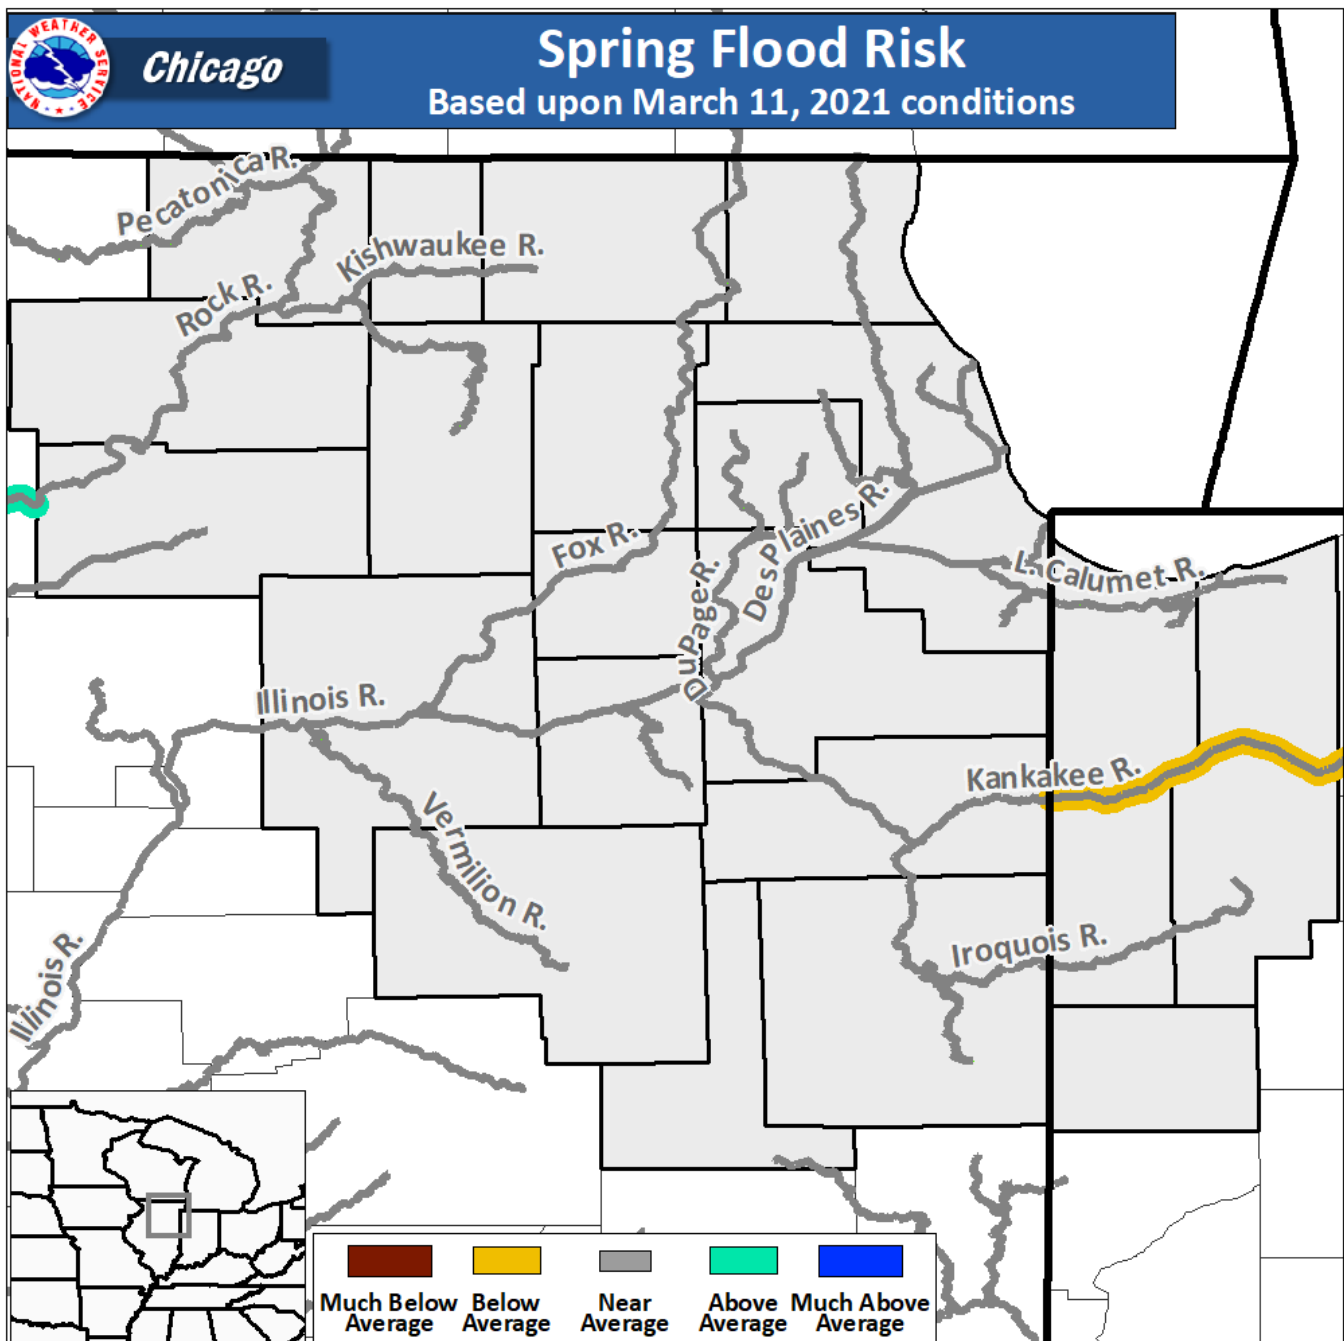 NATIONAL WEATHER SERVICE
Chicago
Spring Flood Risk
Based upon March 11, 2021 conditions
Pecatonica R.
Kishwaukee R.
Rock R.
Fox R.
DuPage R.
Des Plaines R.
L. Calumet R.
Illinois R.
Kankakee R.
Vermilion R.
Iroquois R.
Illinois R.
Much Below Average
Below Average
Near Average
Above Average
Much Above Average